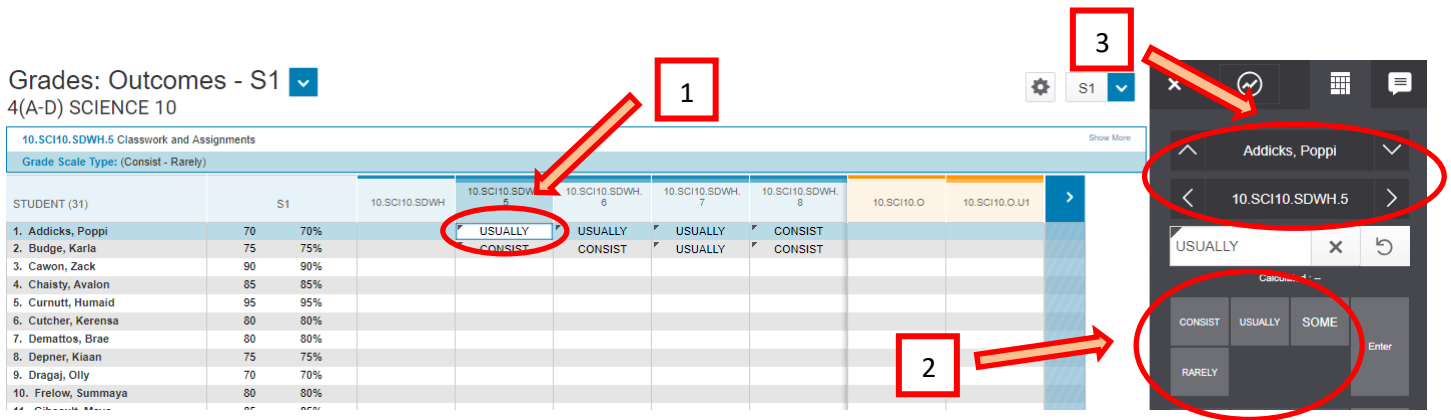 3
1
Grades: Outcomes - S1
S1
4(A-D) SCIENCE 10
10.SCI10.SDWH.5 Classwork and Assignments
Show More
Grade Scale Type: (Consist - Rarely)
STUDENT (31) S1 10.SCI10.SDWH 10.SCI10.SDWH. 5 10.SCI10.SDWH. 6 10.SCI10.SDWH. 7 10.SCI10.SDWH. 8 10.SCI10.O 10.SCI10.O.U1
1. Addicks, Poppi 70 70% USUALLY USUALLY USUALLY CONSIST
2. Budge, Karla 75 75% CONSIST CONSIST USUALLY CONSIST
3. Cawon, Zack 90 90%
4. Chaisty, Avalon 85 85%
5. Curnutt, Humaid 95 95%
6. Cutcher, Kerensa 80 80%
7. Demattos, Brae 80 80%
8. Depner, Kiaan 75 75%
9. Dragaj, Olly 70 70%
10. Frelow, Summaya 80 80%
Addicks, Poppi
10.SCI10.SDWH.5
USUALLY
Calculated : --
CONSIST USUALLY SOME
Enter
RARELY
2